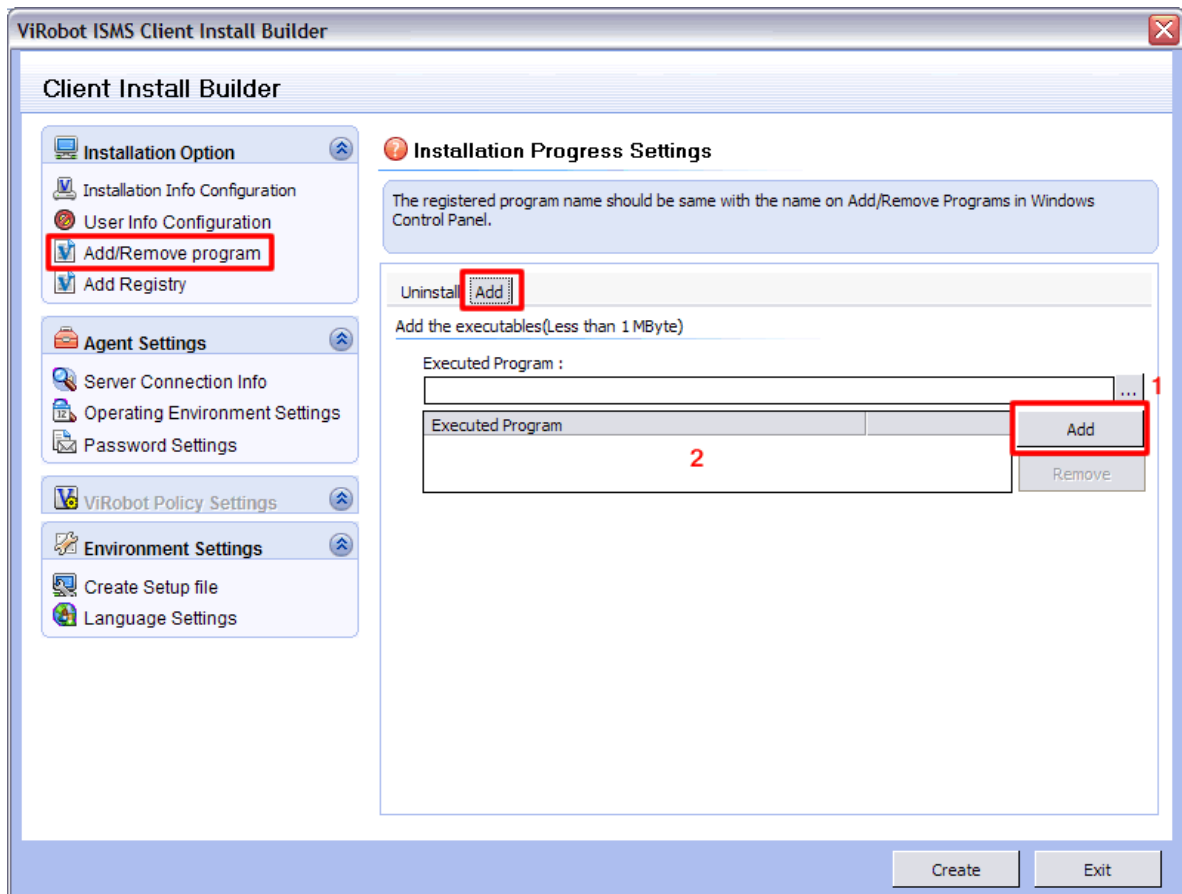 ViRobot ISMS Client Install Builder
Client Install Builder
Installation Option
Installation Info Configuration
User Info Configuration
Add/Remove program
Add Registry
Agent Settings
Server Connection Info
Operating Environment Settings
Password Settings
ViRobot Policy Settings
Environment Settings
Create Setup file
Language Settings
Installation Progress Settings
The registered program name should be same with the name on Add/Remove Programs in Windows
Control Panel.
Uninstall Add
Add the executables(Less than 1 MByte)
Executed Program :
... 1
Executed Program
Add
2
Remove
Create Exit